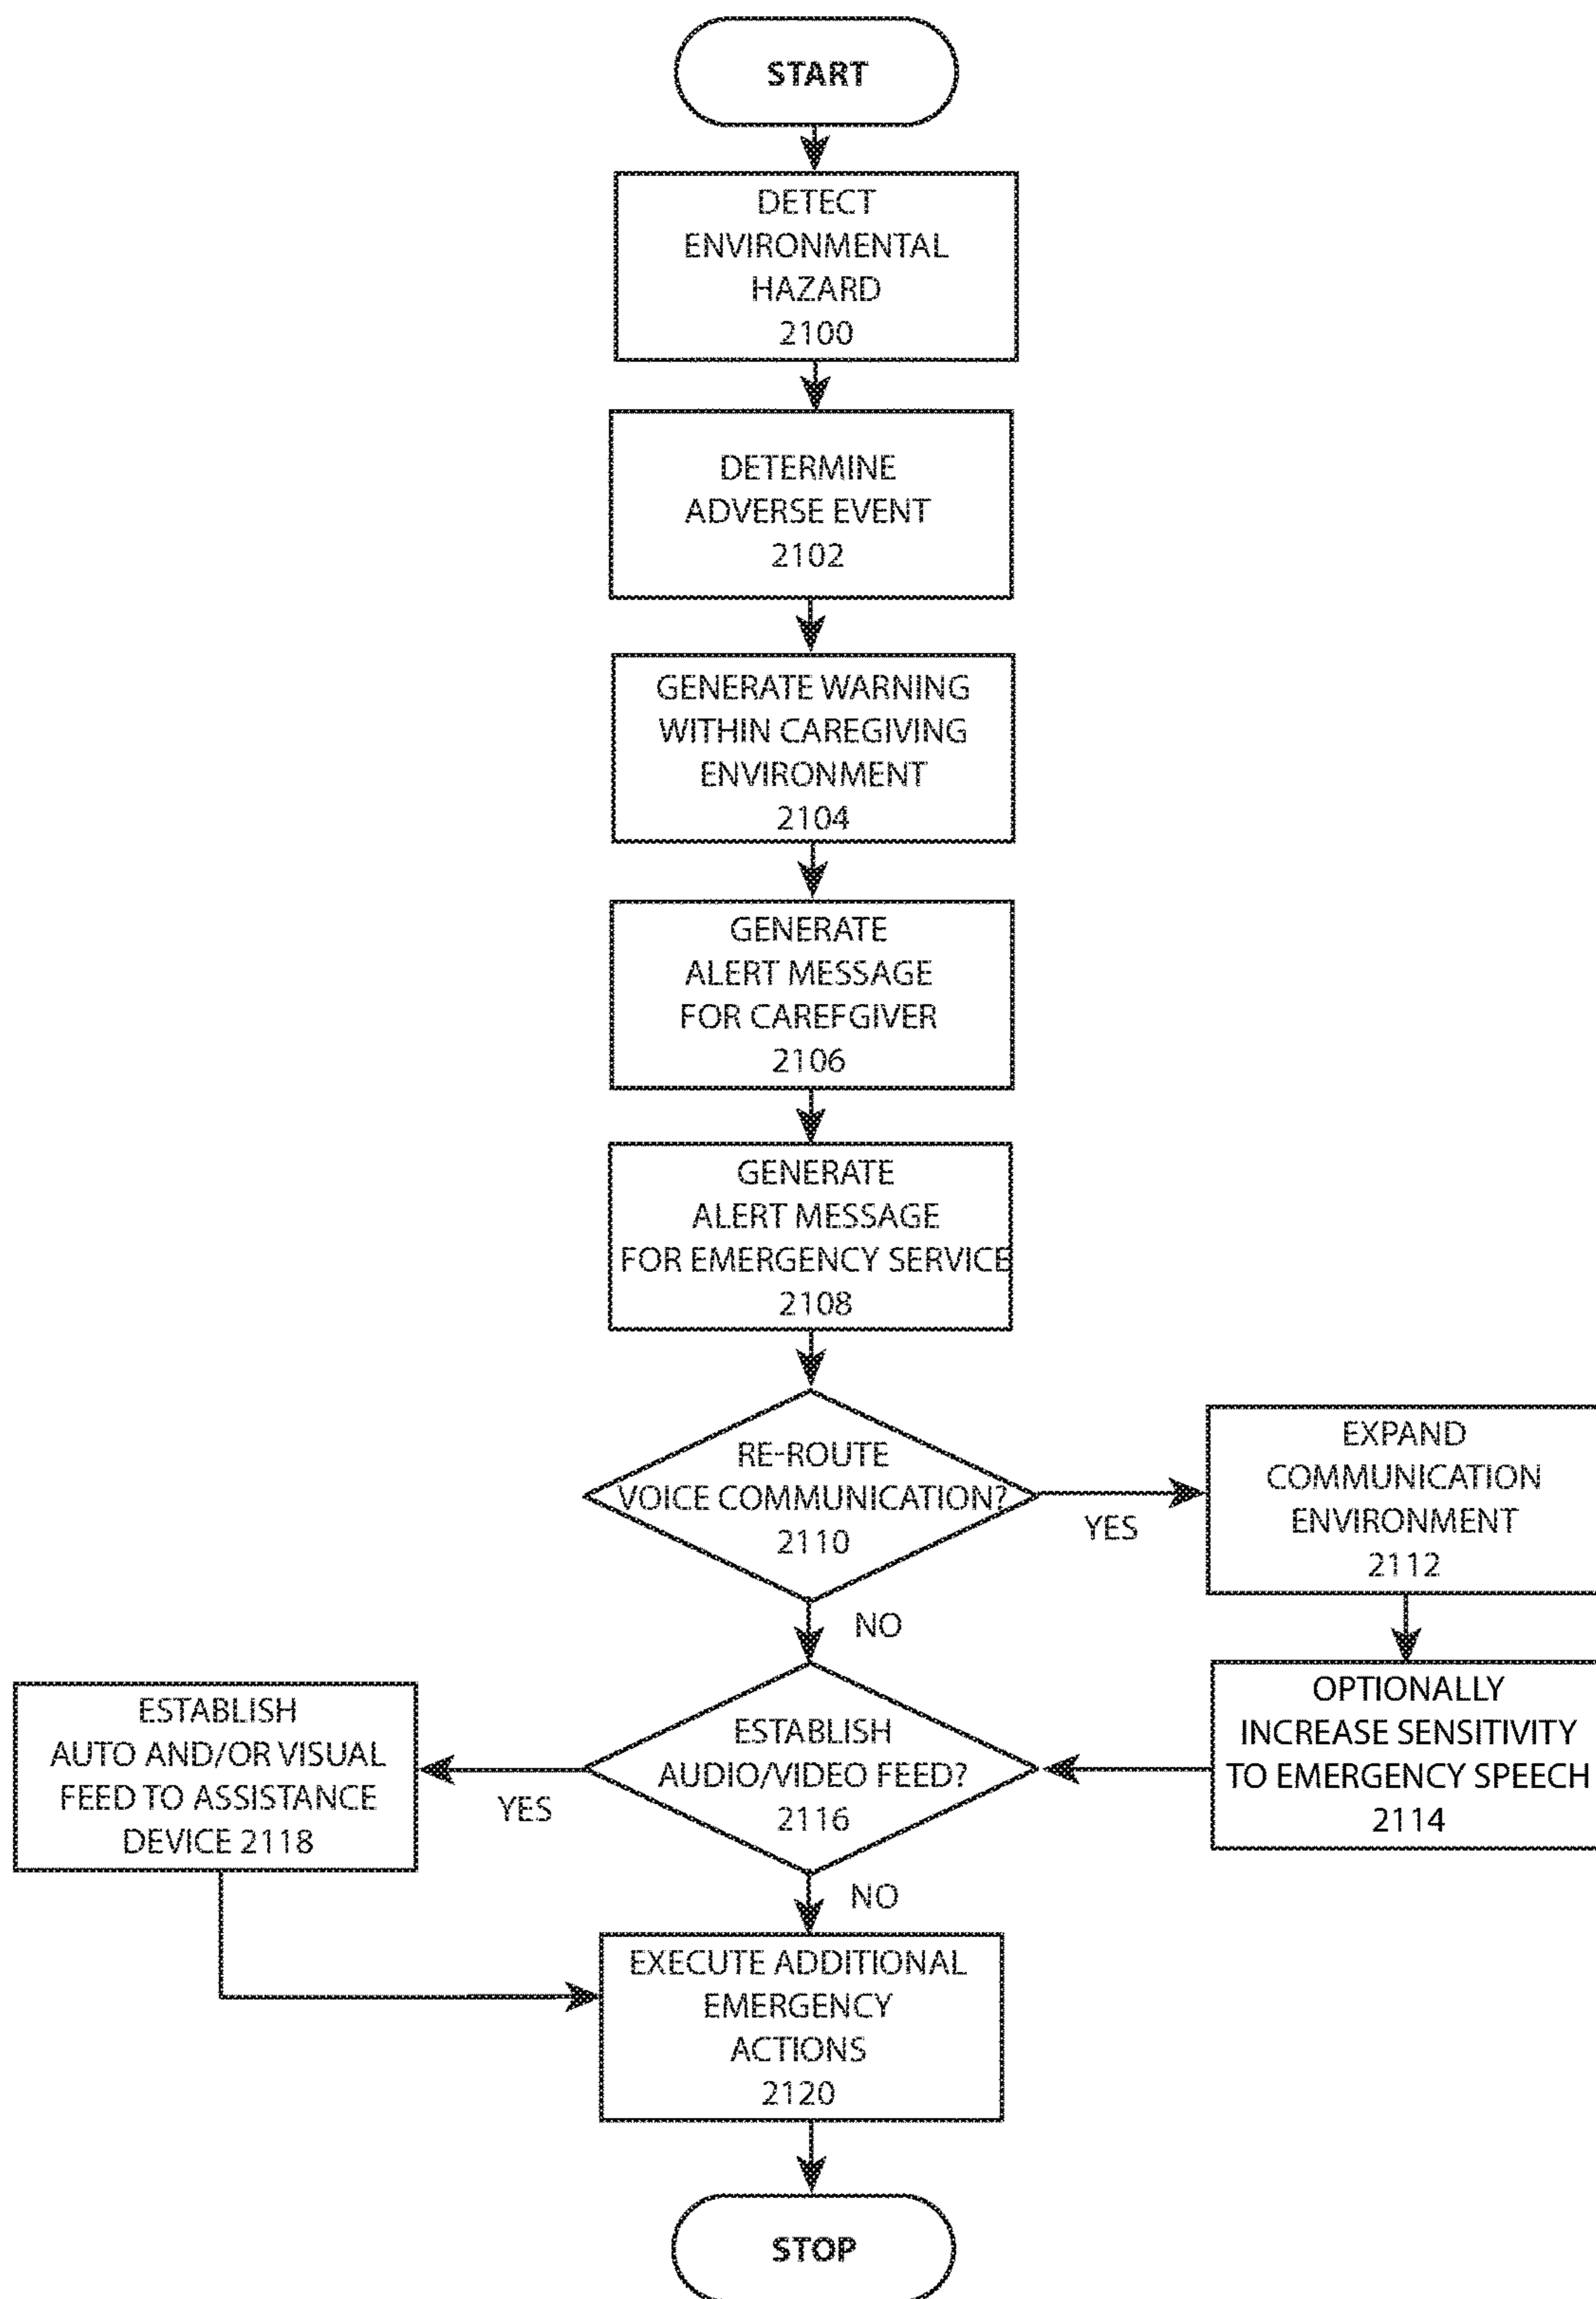 START
DETECT
ENVIRONMENTAL
HAZARD
2100
DETERMINE
ADVERSE EVENT
2102
GENERATE WARNING
WITHIN CAREGIVING
ENVIRONMENT
2104
GENERATE
ALERT MESSAGE
FOR CAREFGIVER
2106
GENERATE
ALERT MESSAGE
FOR EMERGENCY SERVICE
2108
RE-ROUTE
VOICE COMMUNICATION?
2110
YES
EXPAND
COMMUNICATION
ENVIRONMENT
2112
NO
OPTIONALLY
INCREASE SENSITIVITY
TO EMERGENCY SPEECH
2114
ESTABLISH
AUDIO/VIDEO FEED?
2116
YES
ESTABLISH
AUTO AND/OR VISUAL
FEED TO ASSISTANCE
DEVICE 2118
NO
EXECUTE ADDITIONAL
EMERGENCY
ACTIONS
2120
STOP